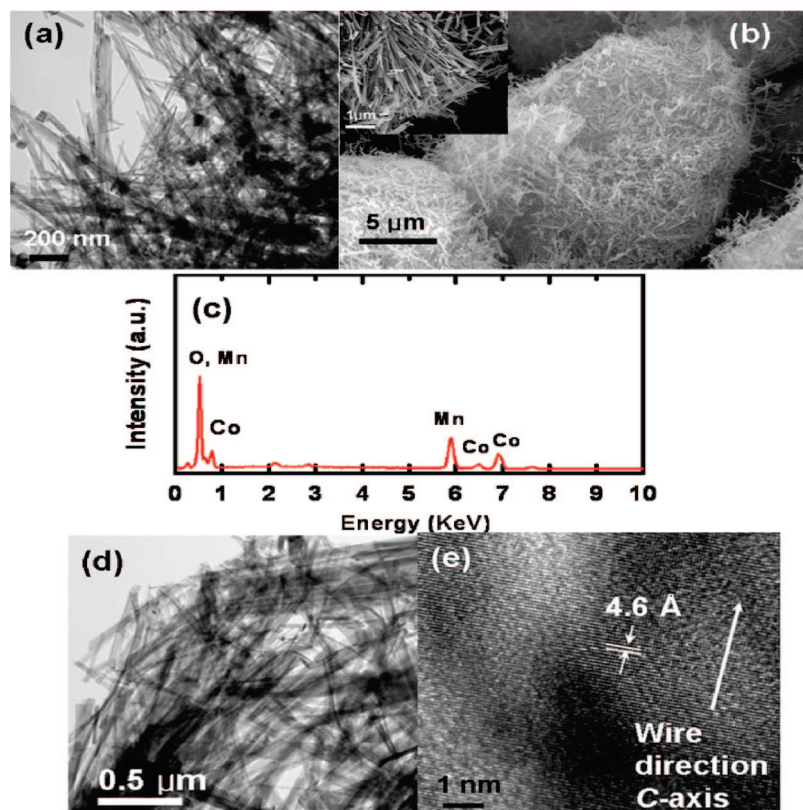 (a)
200 nm
1µm
(b)
5 µm
(c)
Intensity (a.u.)
O, Mn
Co
Mn
Co
Co
0 1 2 3 4 5 6 7 8 9 10
Energy (KeV)
(d)
0.5 µm
(e)
4.6 Å
Wire
direction
C-axis
1 nm